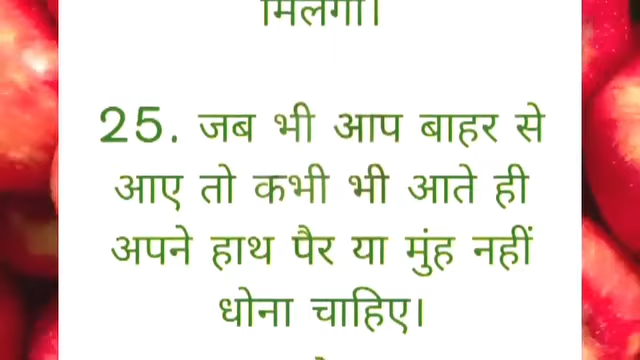 मिलेगा।
25. जब भी आप बाहर से
आए तो कभी भी आते ही
अपने हाथ पैर या मुंह नहीं
धोना चाहिए।